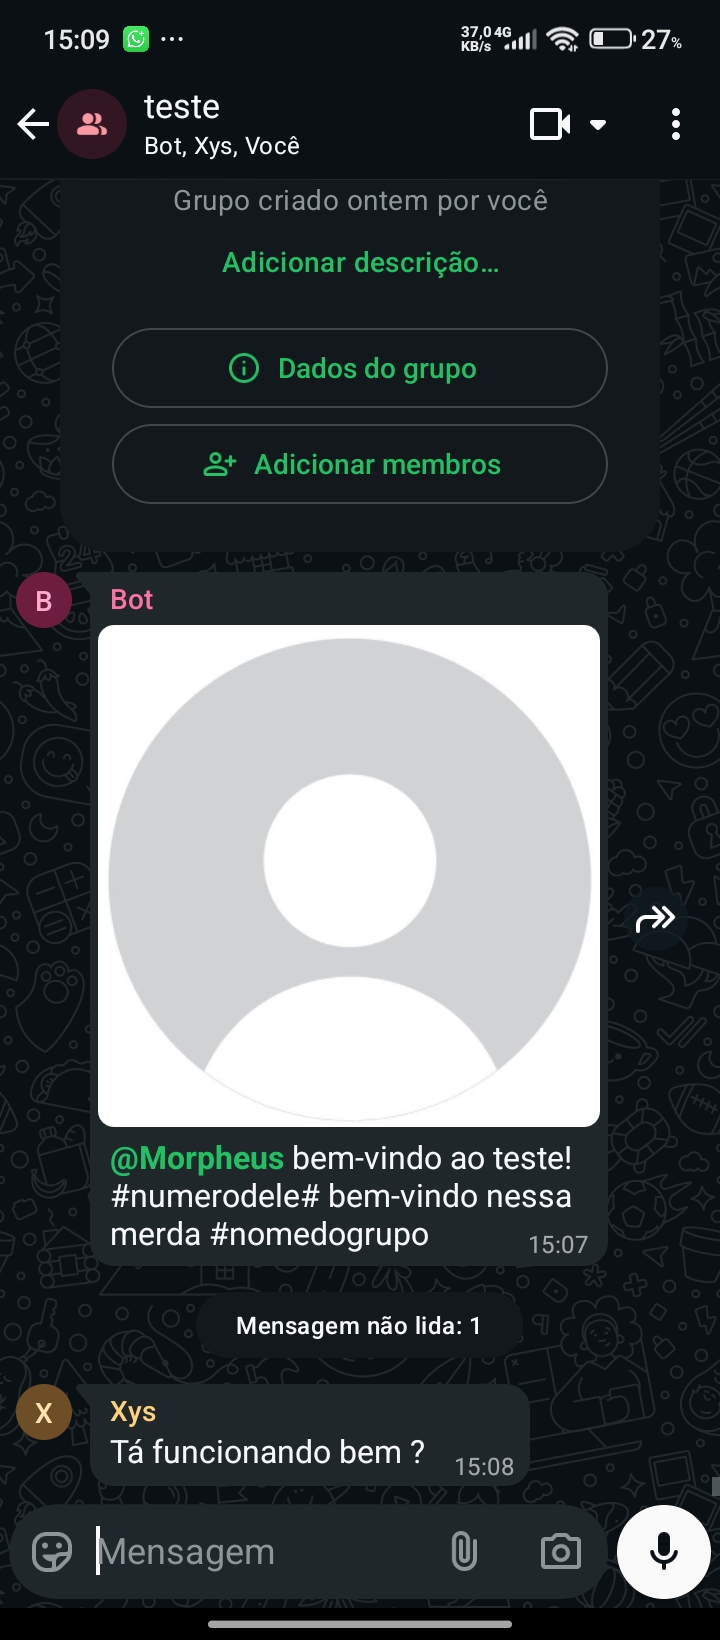 15:09
37,0 4G
KB/s
27%
teste
Bot, Xys, Você
Grupo criado ontem por você
Adicionar descrição...
Dados do grupo
Adicionar membros
B
Bot
@Morpheus bem-vindo ao teste!
#numerodele# bem-vindo nessa
merda #nomedogrupo
15:07
Mensagem não lida: 1
X
Xys
Tá funcionando bem ?
15:08
Mensagem